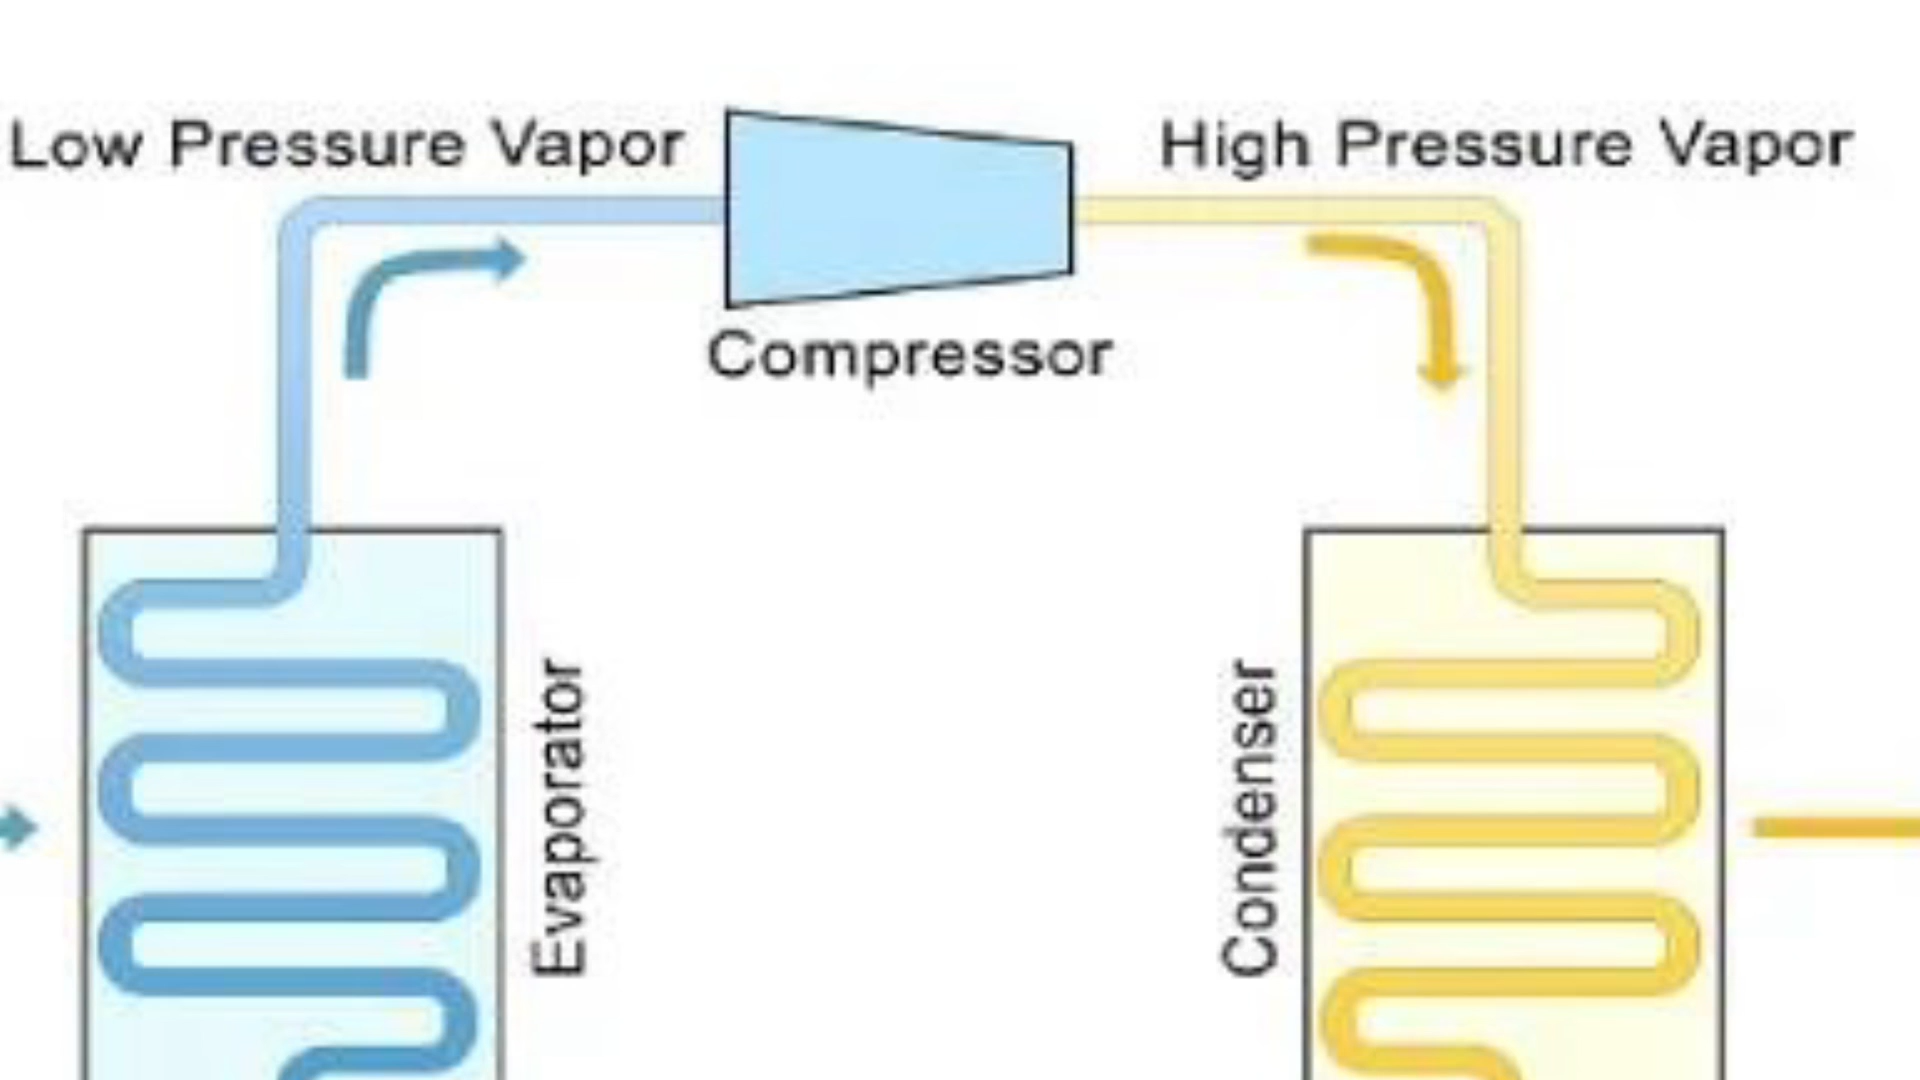 Low Pressure Vapor
High Pressure Vapor
Compressor
Evaporator
Condenser